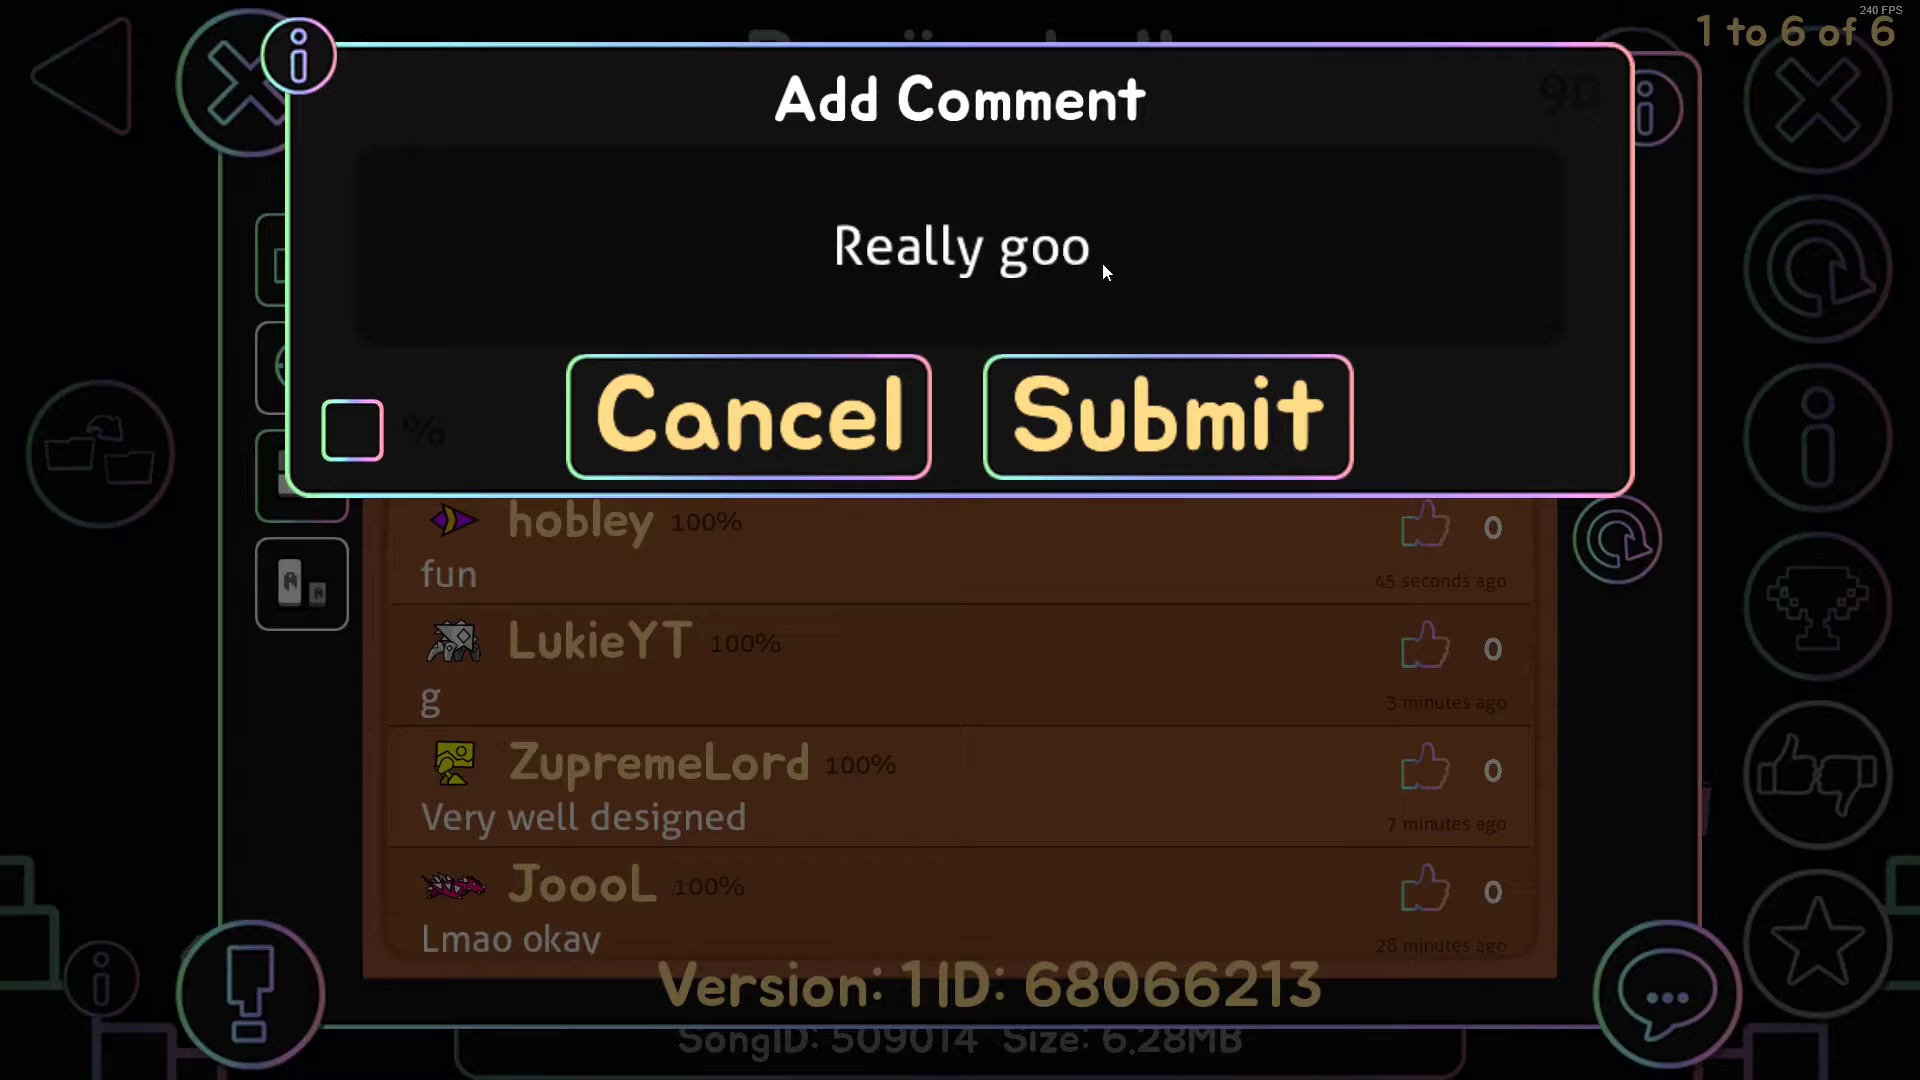 240 FPS
1 to 6 of 6
Add Comment
90
Really goo
%
Cancel
Submit
hobley 100%
0
fun
45 seconds ago
LukieYT 100%
0
g
3 minutes ago
ZupremeLord 100%
0
Very well designed
7 minutes ago
JoooL 100%
0
Lmao okay
28 minutes ago
Version: 1 ID: 68066213
SongID: 509014 Size: 6.28MB